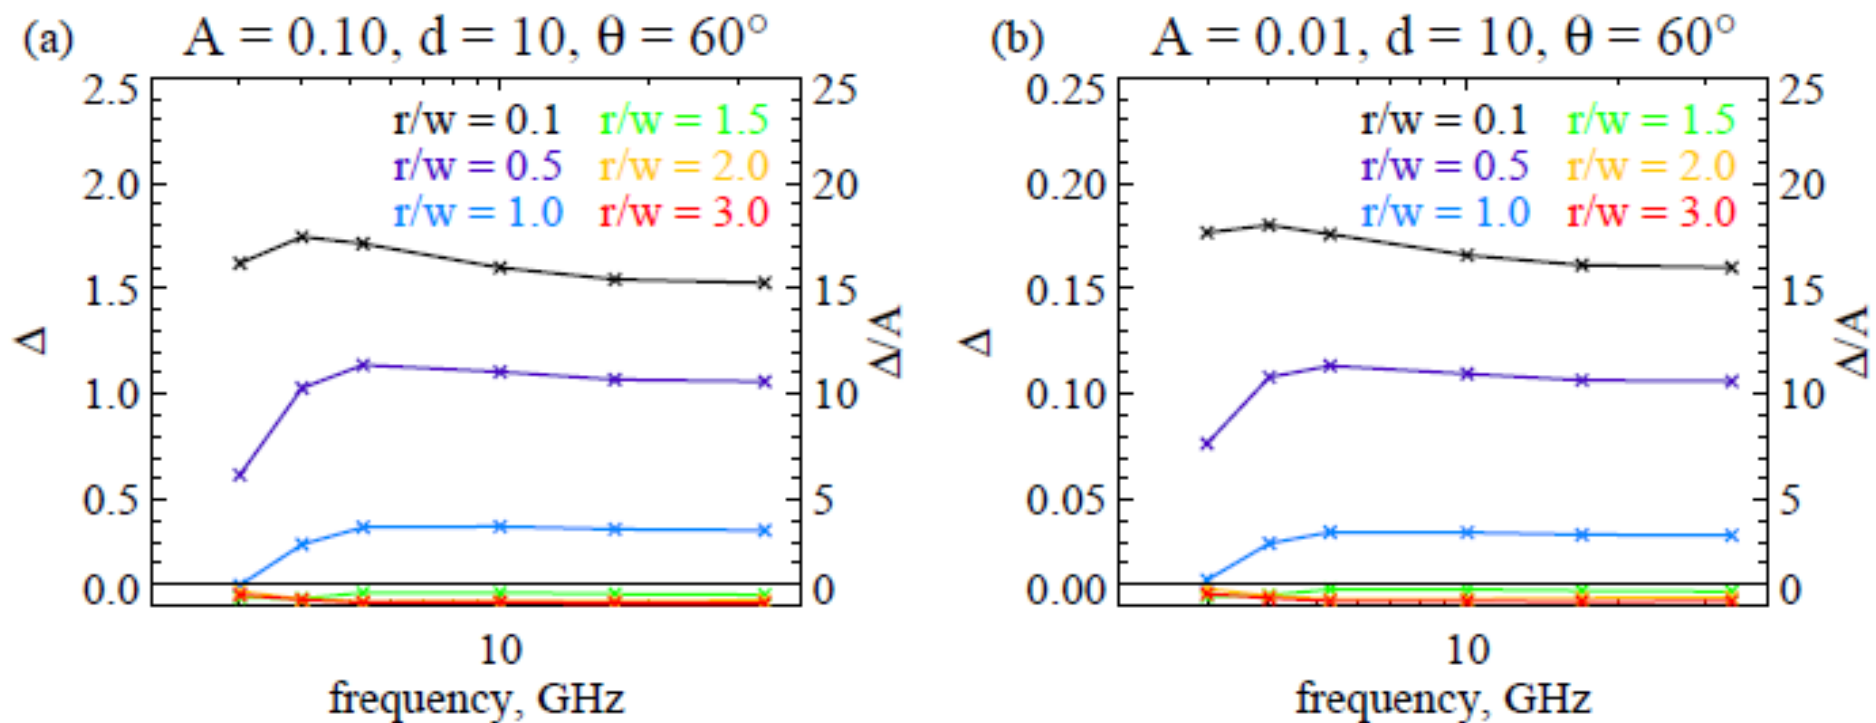 (a) A = 0.10, d = 10, θ = 60°
2.5
2.0
1.5
1.0
0.5
0.0
Δ
r/w = 0.1 r/w = 1.5
r/w = 0.5 r/w = 2.0
r/w = 1.0 r/w = 3.0
25
20
15
10
5
0
Δ/A
10
frequency, GHz
(b) A = 0.01, d = 10, θ = 60°
0.25
0.20
0.15
0.10
0.05
0.00
Δ
r/w = 0.1 r/w = 1.5
r/w = 0.5 r/w = 2.0
r/w = 1.0 r/w = 3.0
25
20
15
10
5
0
Δ/A
10
frequency, GHz